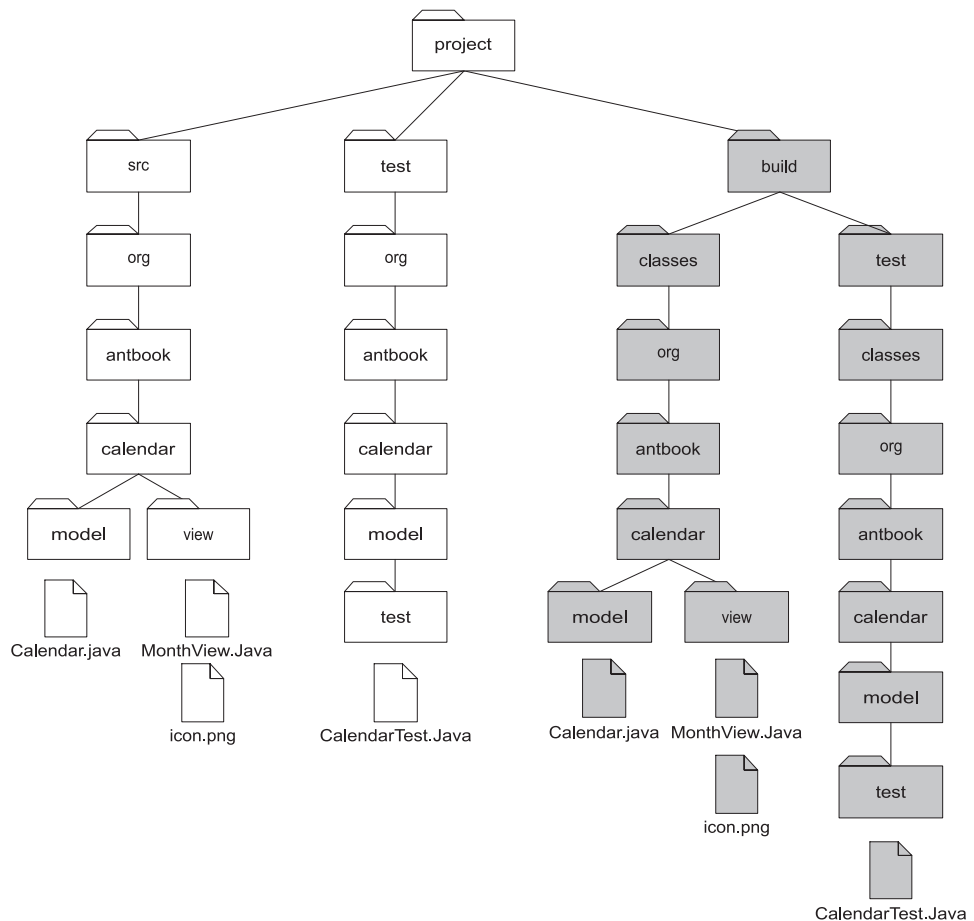 project
src
test
build
org
org
classes
test
antbook
antbook
org
classes
calendar
calendar
antbook
org
model
view
model
calendar
antbook
test
model
view
calendar
Calendar.java
MonthView.Java
model
icon.png
CalendarTest.Java
Calendar.java
MonthView.Java
test
icon.png
CalendarTest.Java